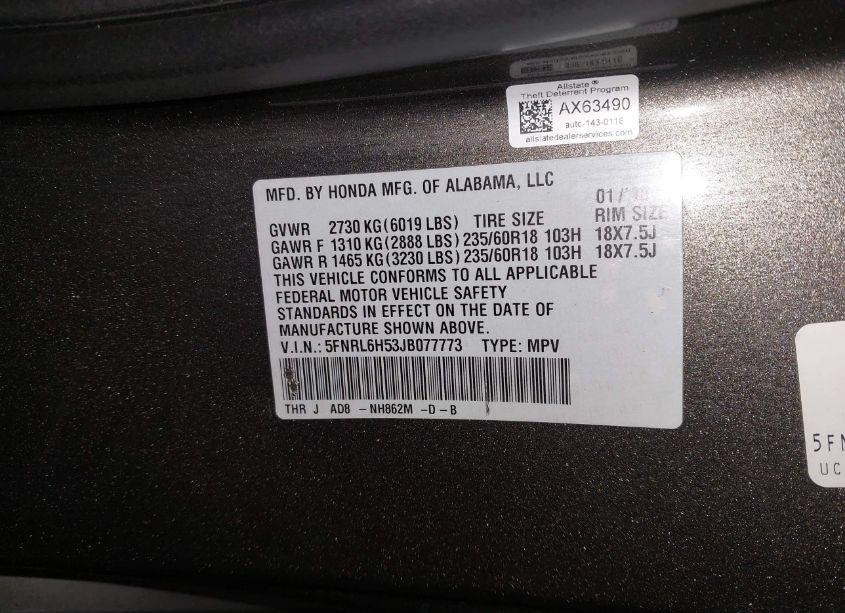 Allstate ®
Theft Deterrent Program
AX63490
autc-143-0116
allstatedealerservices.com
MFD. BY HONDA MFG. OF ALABAMA, LLC
01 /
GVWR 2730 KG (6019 LBS) TIRE SIZE RIM SIZE
GAWR F 1310 KG (2888 LBS) 235/60R18 103H 18X7.5J
GAWR R 1465 KG (3230 LBS) 235/60R18 103H 18X7.5J
THIS VEHICLE CONFORMS TO ALL APPLICABLE
FEDERAL MOTOR VEHICLE SAFETY
STANDARDS IN EFFECT ON THE DATE OF
MANUFACTURE SHOWN ABOVE.
V.I.N.: 5FNRL6H53JB077773 TYPE: MPV
THR J AD8 - NH862M - D - B
5FN
UC